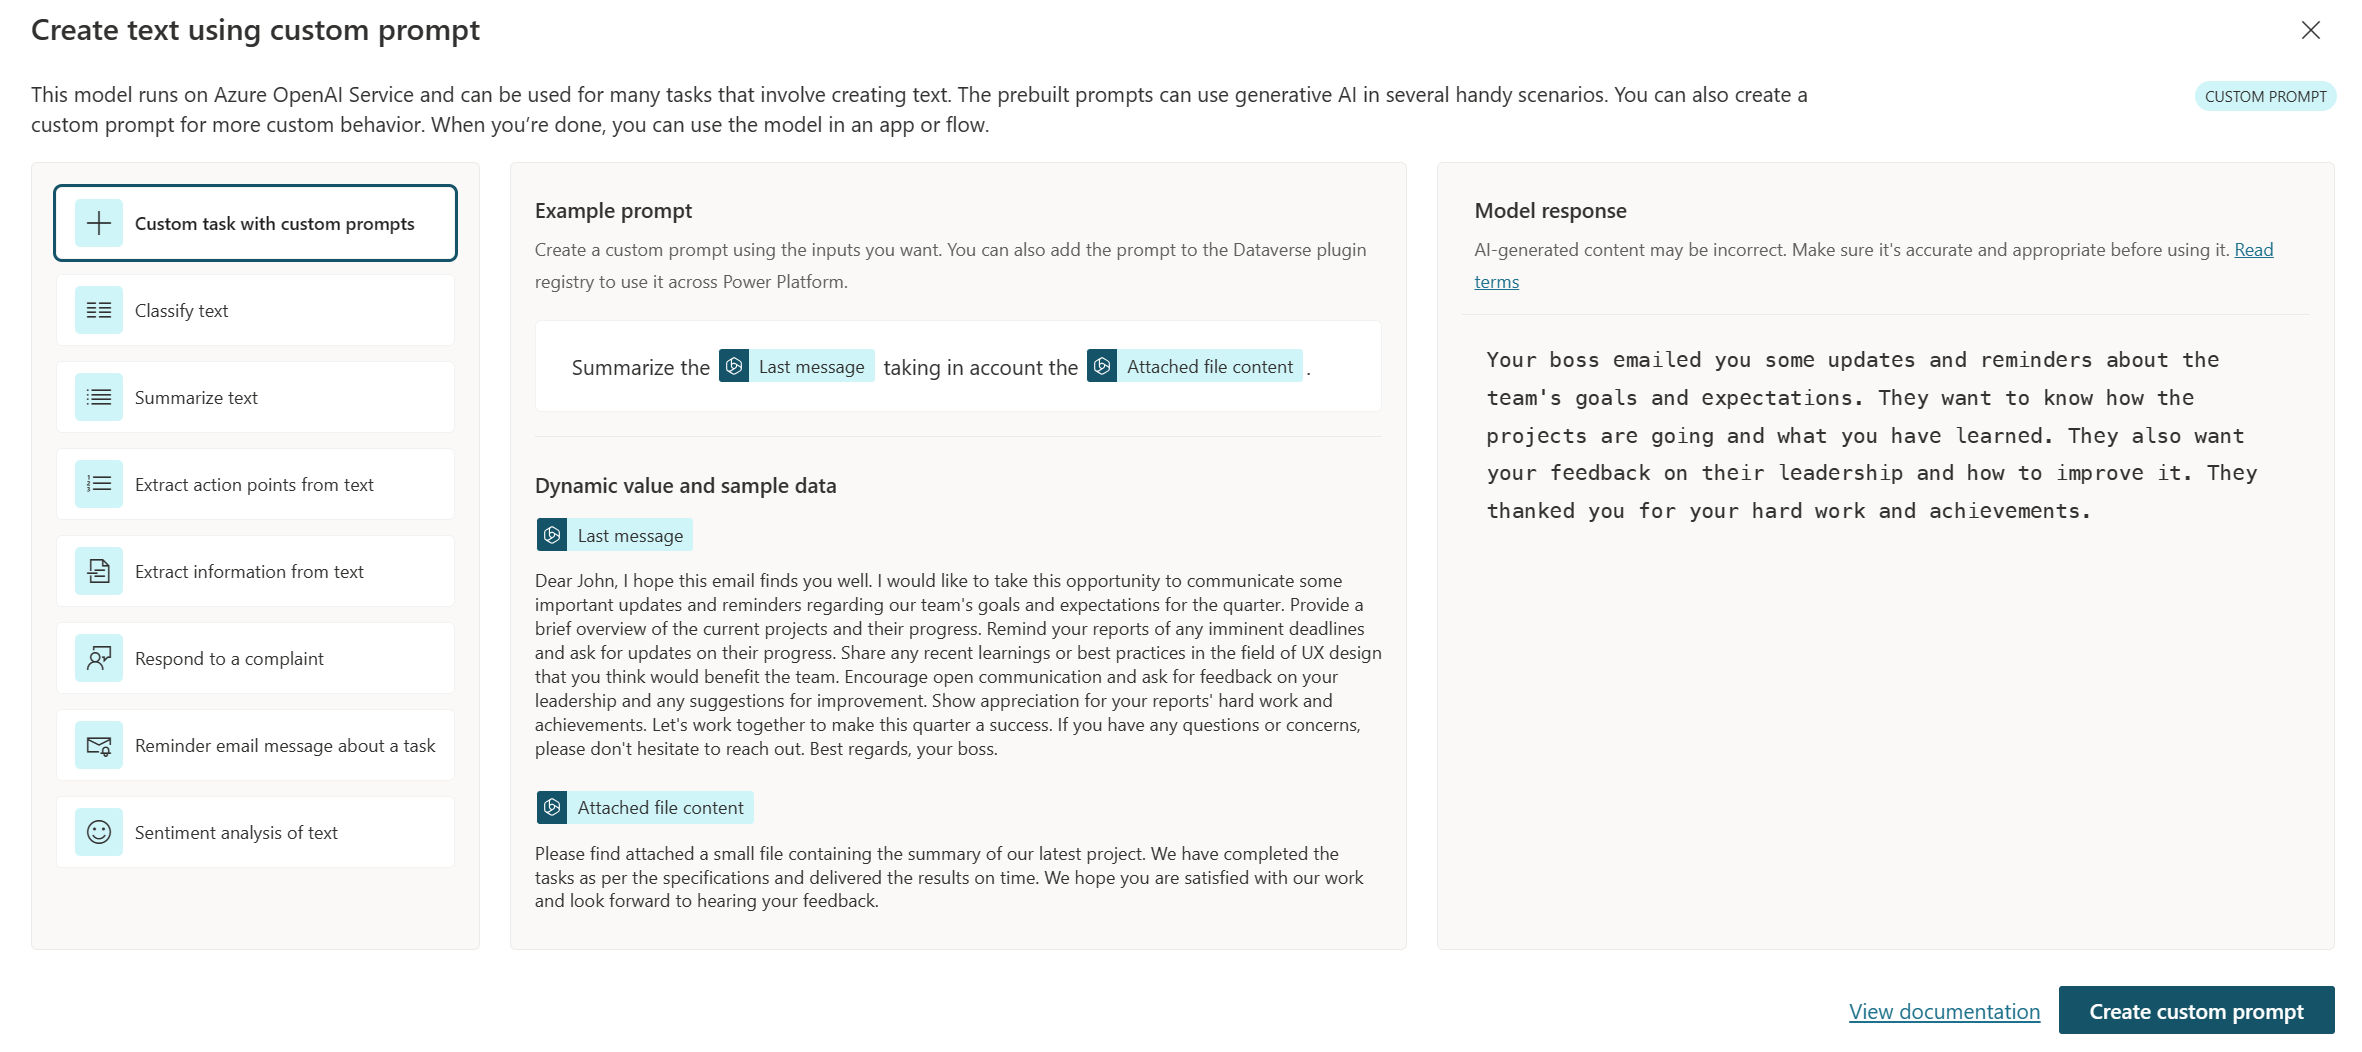 Create text using custom prompt
This model runs on Azure OpenAI Service and can be used for many tasks that involve creating text. The prebuilt prompts can use generative AI in several handy scenarios. You can also create a
custom prompt for more custom behavior. When you’re done, you can use the model in an app or flow.
CUSTOM PROMPT
Custom task with custom prompts
Classify text
Summarize text
Extract action points from text
Extract information from text
Respond to a complaint
Reminder email message about a task
Sentiment analysis of text
Example prompt
Create a custom prompt using the inputs you want. You can also add the prompt to the Dataverse plugin
registry to use it across Power Platform.
Summarize the Last message taking in account the Attached file content .
Dynamic value and sample data
Last message
Dear John, I hope this email finds you well. I would like to take this opportunity to communicate some
important updates and reminders regarding our team's goals and expectations for the quarter. Provide a
brief overview of the current projects and their progress. Remind your reports of any imminent deadlines
and ask for updates on their progress. Share any recent learnings or best practices in the field of UX design
that you think would benefit the team. Encourage open communication and ask for feedback on your
leadership and any suggestions for improvement. Show appreciation for your reports' hard work and
achievements. Let's work together to make this quarter a success. If you have any questions or concerns,
please don't hesitate to reach out. Best regards, your boss.
Attached file content
Please find attached a small file containing the summary of our latest project. We have completed the
tasks as per the specifications and delivered the results on time. We hope you are satisfied with our work
and look forward to hearing your feedback.
Model response
AI-generated content may be incorrect. Make sure it's accurate and appropriate before using it. Read
terms
Your boss emailed you some updates and reminders about the
team's goals and expectations. They want to know how the
projects are going and what you have learned. They also want
your feedback on their leadership and how to improve it. They
thanked you for your hard work and achievements.
View documentation
Create custom prompt